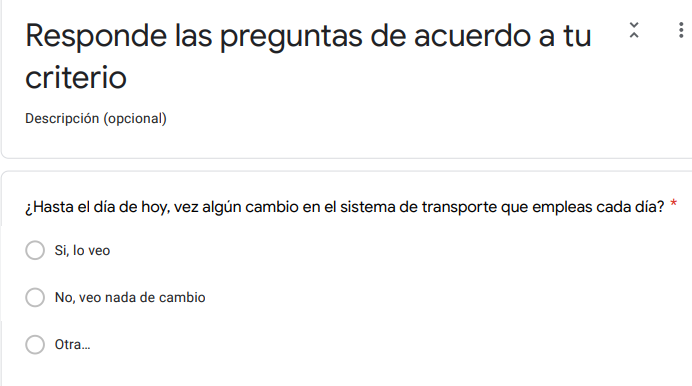 Responde las preguntas de acuerdo a tu
criterio
Descripción (opcional)
¿Hasta el día de hoy, vez algún cambio en el sistema de transporte que empleas cada día? *
Si, lo veo
No, veo nada de cambio
Otra...